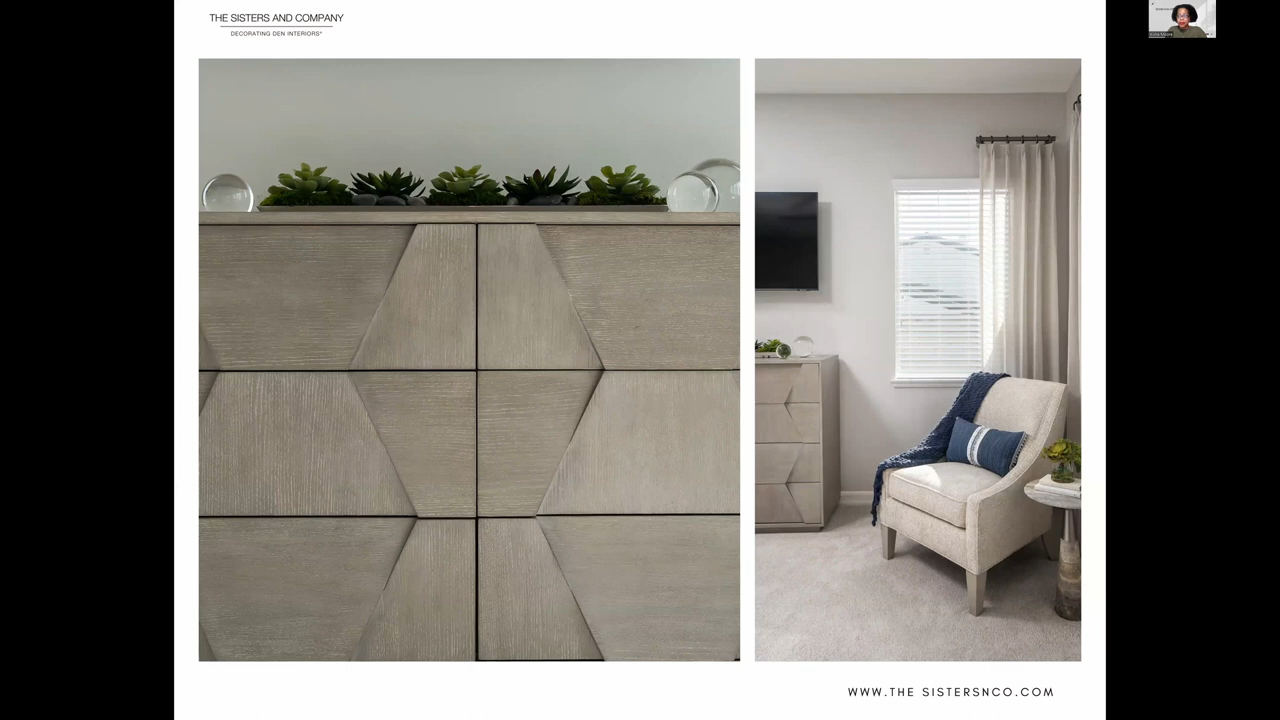 THE SISTERS AND COMPANY
DECORATING DEN INTERIORS®
WWW.THE SISTERSNCO.COM